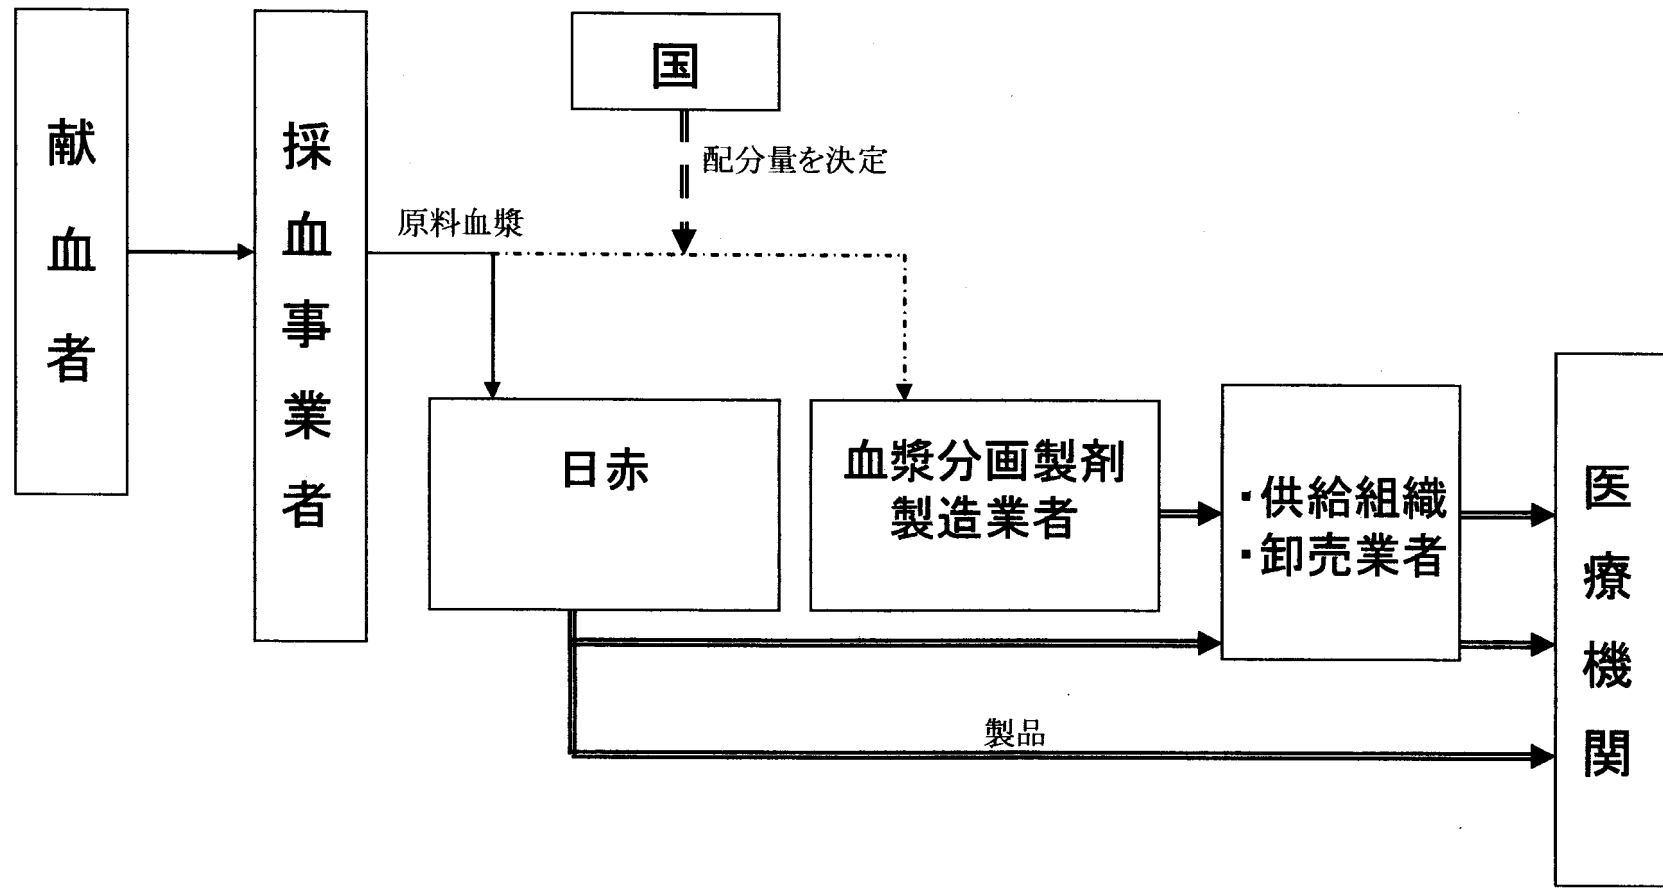 献血者
採血事業者
国
配分量を決定
原料血漿
日赤
血漿分画製剤
製造業者
・供給組織
・卸売業者
医療機関
製品